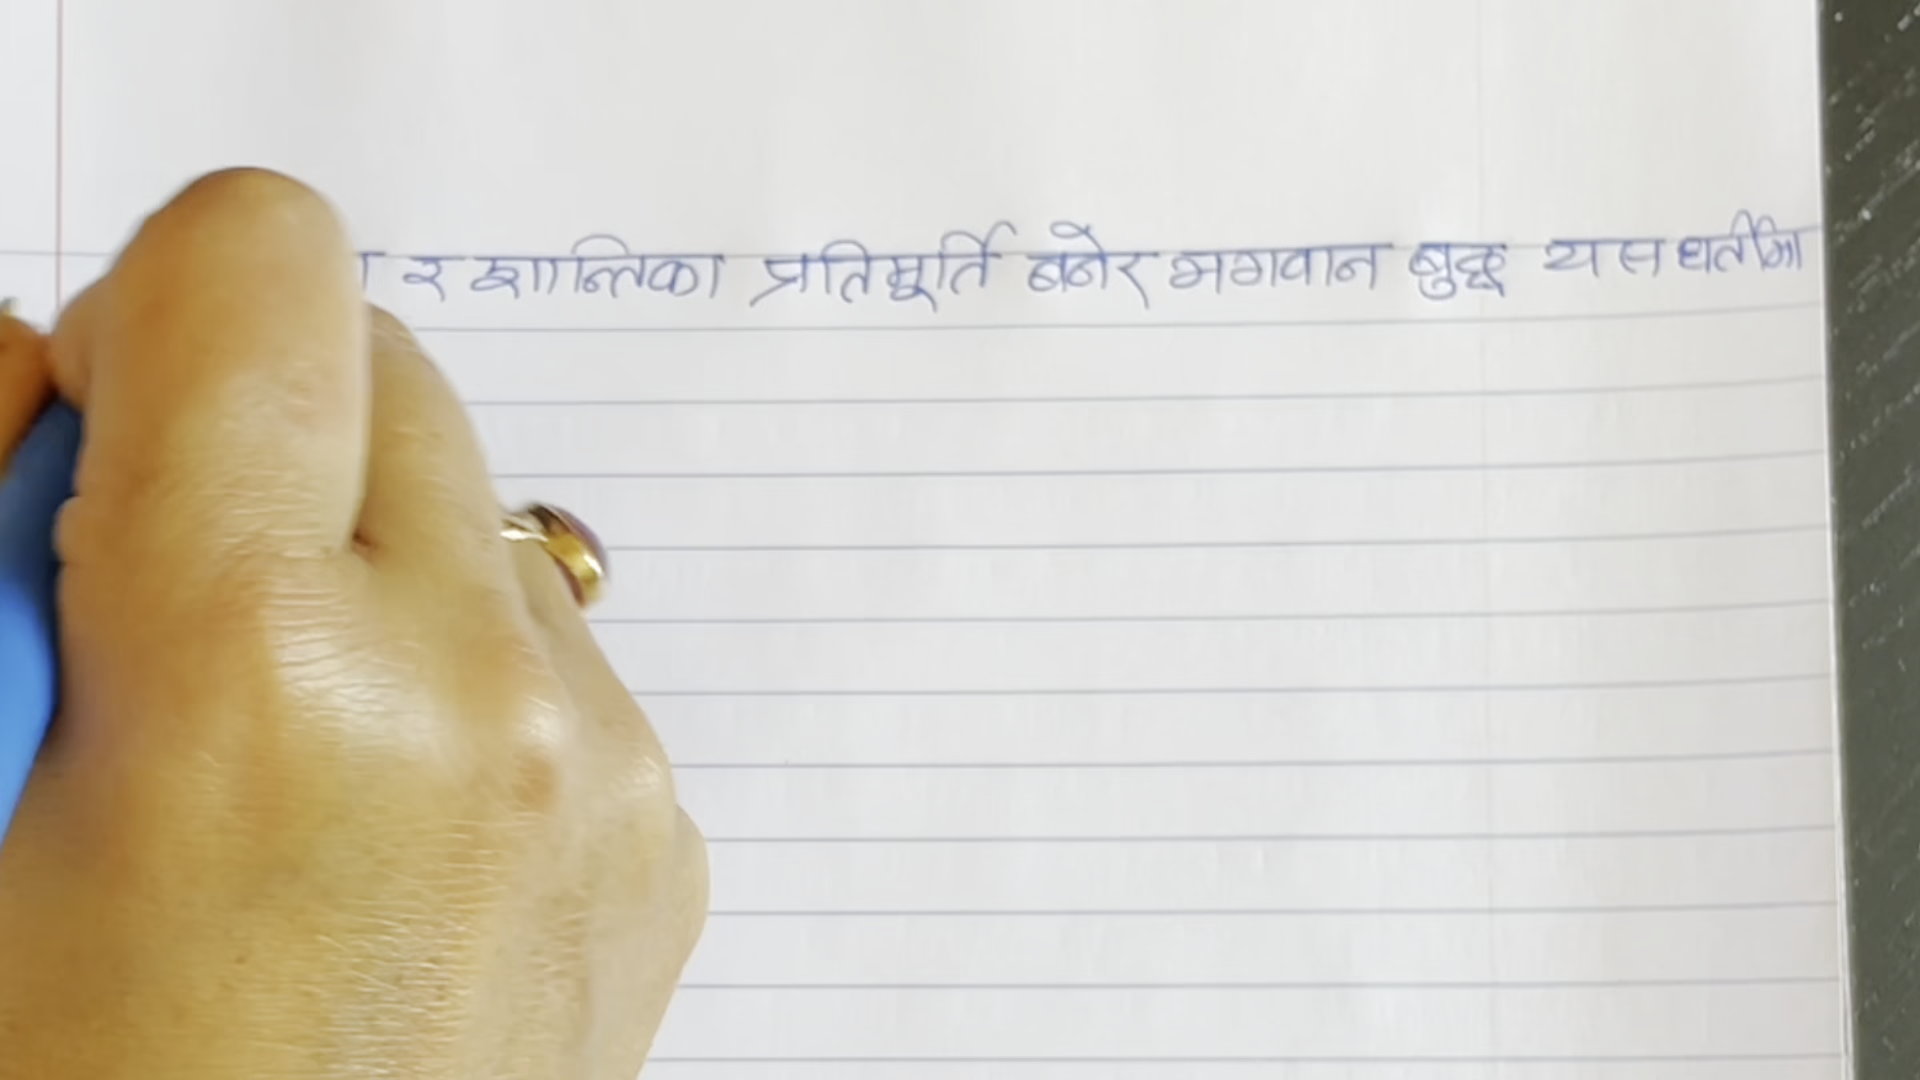 र शान्तिका प्रतिमूर्ति बनेर भगवान बुद्ध यस धर्तीमा